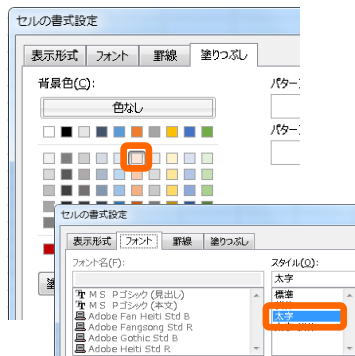 セルの書式設定
表示形式 フォント 罫線 塗りつぶし
背景色(C):
パター
色なし
パター
セルの書式設定
表示形式 フォント 罫線 塗りつぶし
フォント名(F):
スタイル(O):
太字
ＭＳ Ｐゴシック (見出し)
ＭＳ Ｐゴシック (本文)
Adobe Fan Heiti Std B
Adobe Fangsong Std R
Adobe Gothic Std B
Adobe Heiti Std R
標準
太字